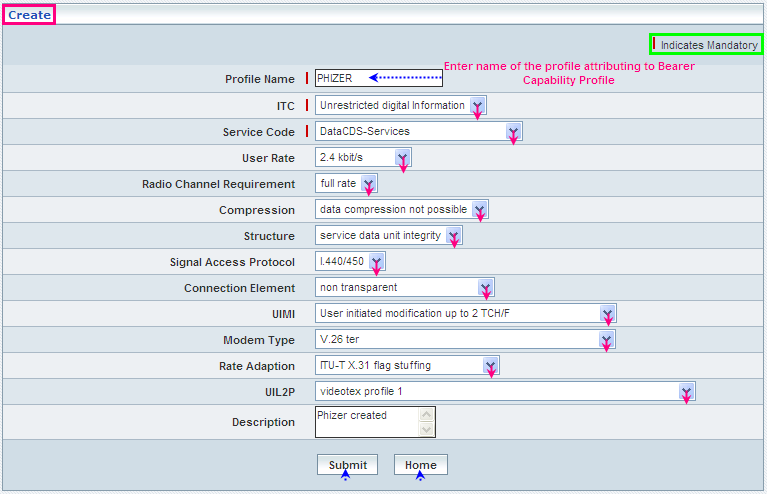 Create
Indicates Mandatory
Enter name of the profile attributing to Bearer
Capability Profile
Profile Name PHIZER
ITC Unrestricted digital Information
Service Code DataCDS-Services
User Rate 2.4 kbit/s
Radio Channel Requirement full rate
Compression data compression not possible
Structure service data unit integrity
Signal Access Protocol I.440/450
Connection Element non transparent
UIMI User initiated modification up to 2 TCH/F
Modem Type V.26 ter
Rate Adaption ITU-T X.31 flag stuffing
UIL2P videotex profile 1
Description Phizer created
Submit Home